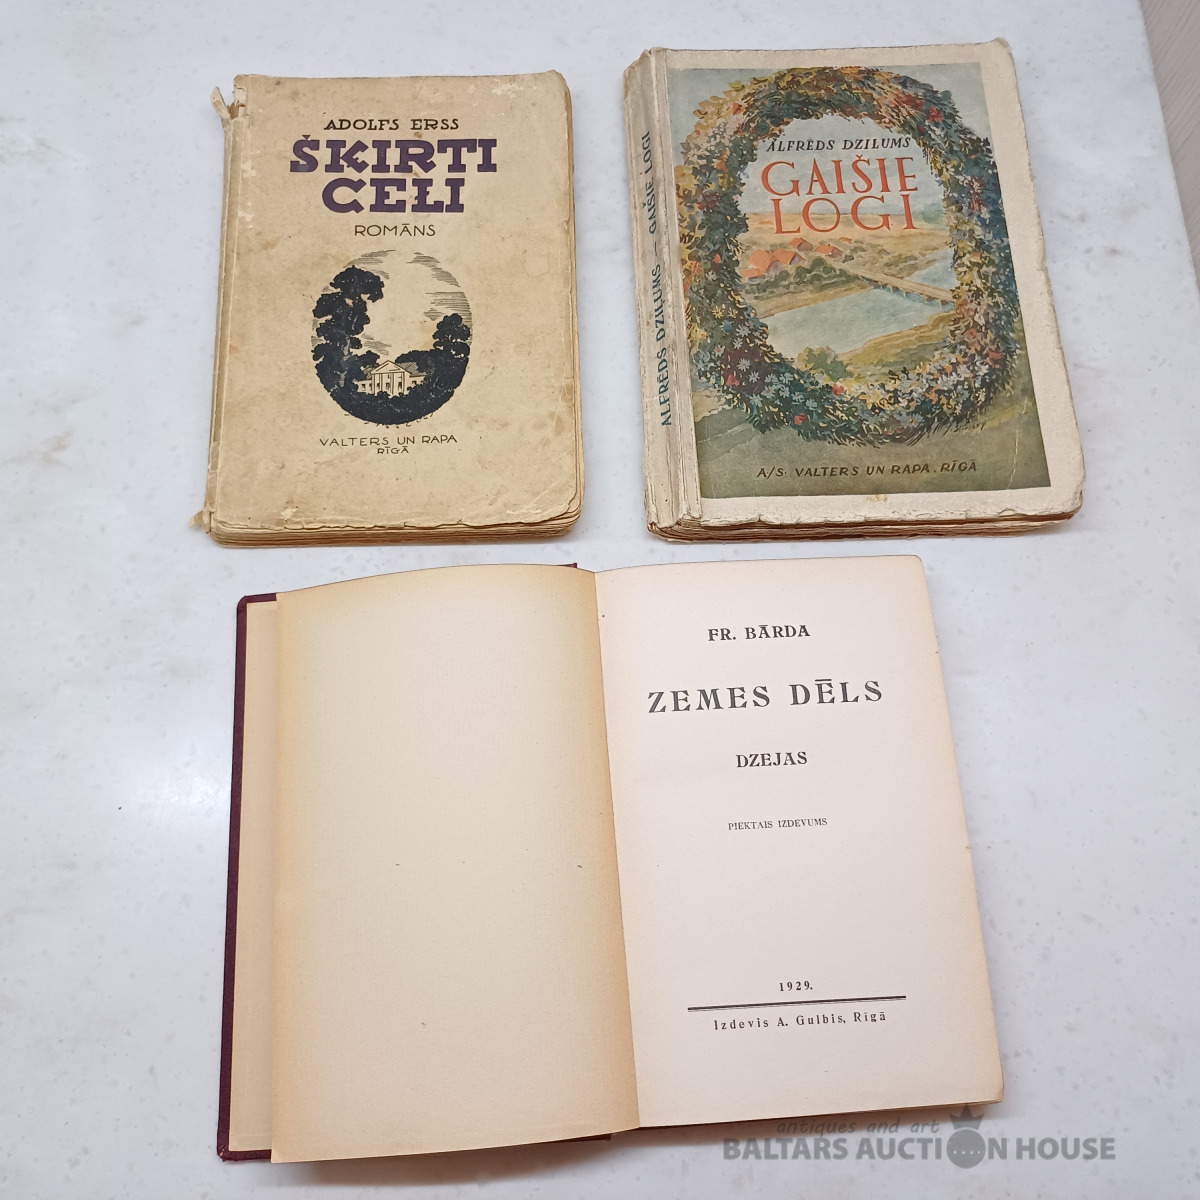 ADOLFS ERSS
ŠĶIRTI
CEĻI
ROMĀNS
VALTERS UN RAPA
RĪGĀ
ALFRĒDS DZILUMS — GAIŠIE LOGI
ALFRĒDS DZILUMS
GAIŠIE
LOGI
A/S. VALTERS UN RAPA. RĪGĀ
FR. BĀRDA
ZEMES DĒLS
DZEJAS
PIEKTAIS IZDEVUMS
1929.
Izdevis A. Gulbis, Rīgā
antiques and art
BALTARS AUCTION HOUSE